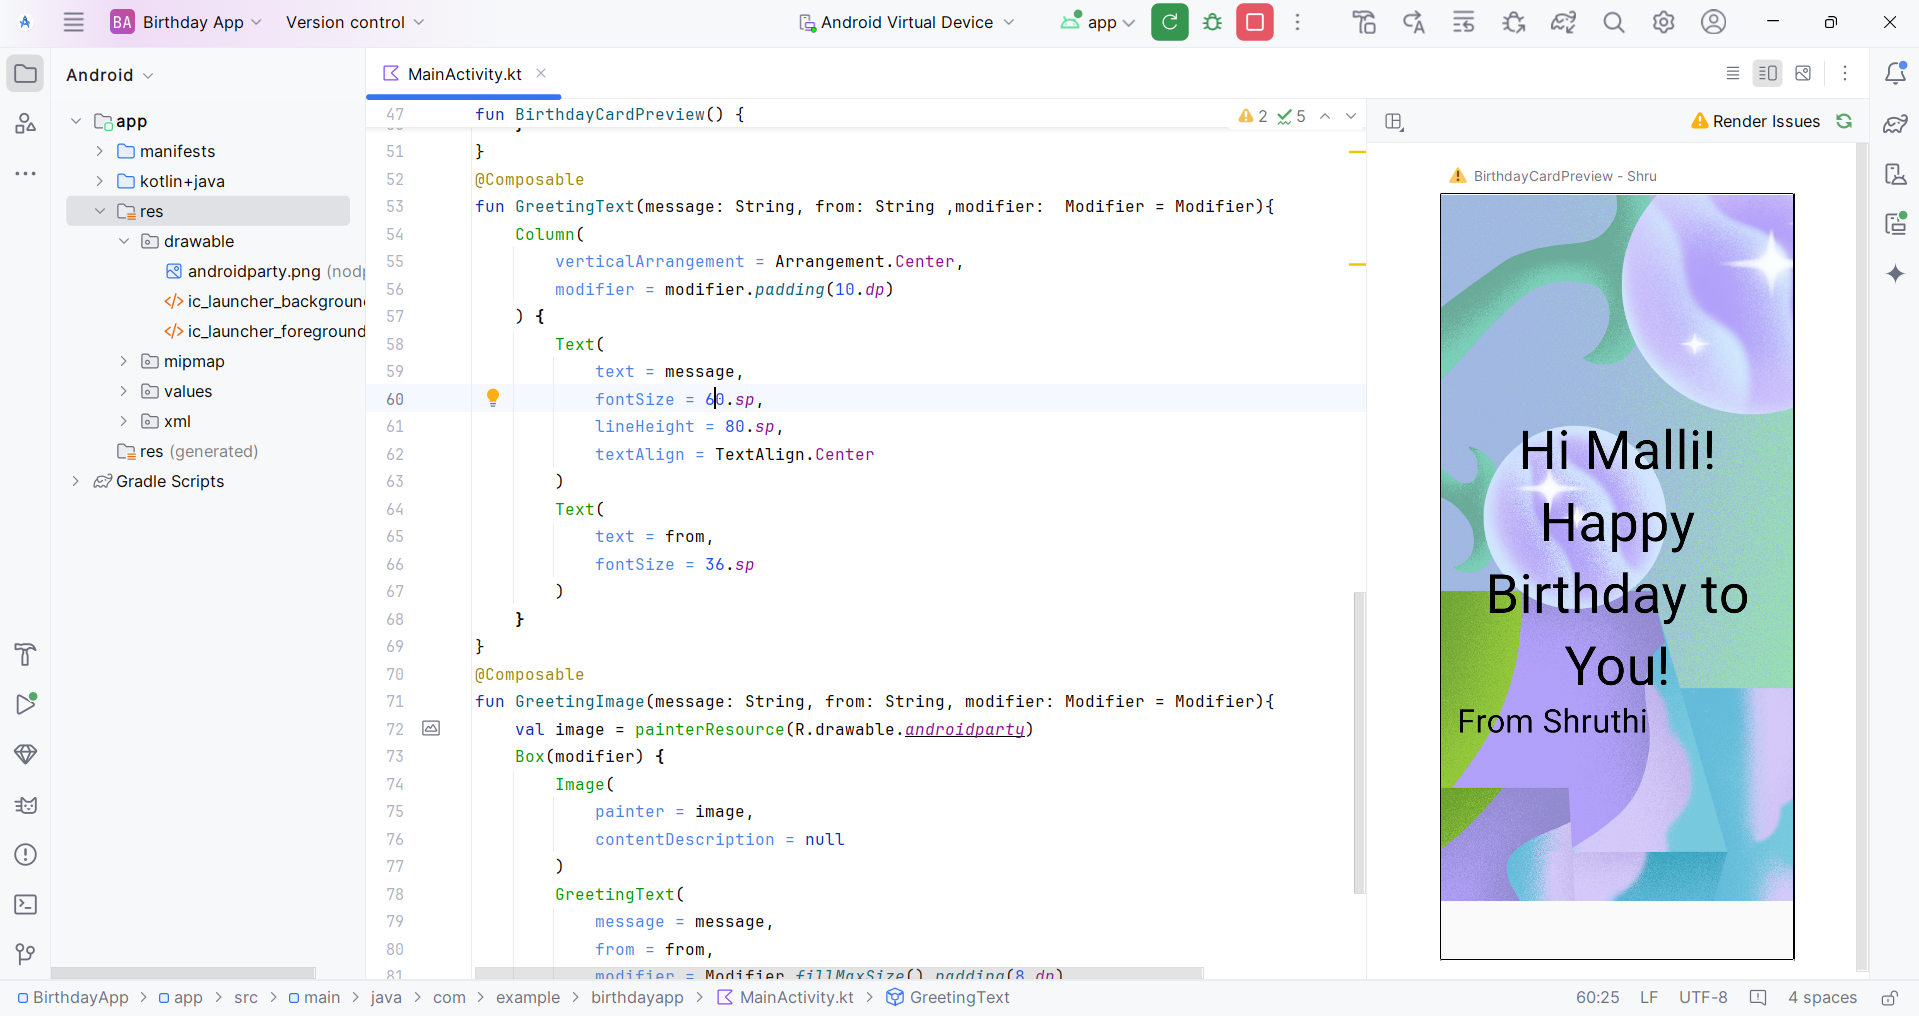 BA Birthday App
Version control
Android Virtual Device
app
Android
MainActivity.kt
app
manifests
kotlin+java
res
drawable
androidparty.png (nodp
ic_launcher_backgroun
ic_launcher_foreground
mipmap
values
xml
res (generated)
Gradle Scripts
2
5
47 fun BirthdayCardPreview() {
51 }
52 @Composable
53 fun GreetingText(message: String, from: String ,modifier:  Modifier = Modifier){
54 Column(
55 verticalArrangement = Arrangement.Center,
56 modifier = modifier.padding(10.dp)
57 ) {
58 Text(
59 text = message,
60 fontSize = 60.sp,
61 lineHeight = 80.sp,
62 textAlign = TextAlign.Center
63 )
64 Text(
65 text = from,
66 fontSize = 36.sp
67 )
68 }
69 }
70 @Composable
71 fun GreetingImage(message: String, from: String, modifier: Modifier = Modifier){
72 val image = painterResource(R.drawable.androidparty)
73 Box(modifier) {
74 Image(
75 painter = image,
76 contentDescription = null
77 )
78 GreetingText(
79 message = message,
80 from = from,
81 modifier = Modifier.fillMaxSize().padding(8.dp)
Render Issues
BirthdayCardPreview - Shru
Hi Malli!
Happy
Birthday to
You!
From Shruthi
BirthdayApp > app > src > main > java > com > example > birthdayapp > MainActivity.kt > GreetingText
60:25 LF UTF-8 4 spaces